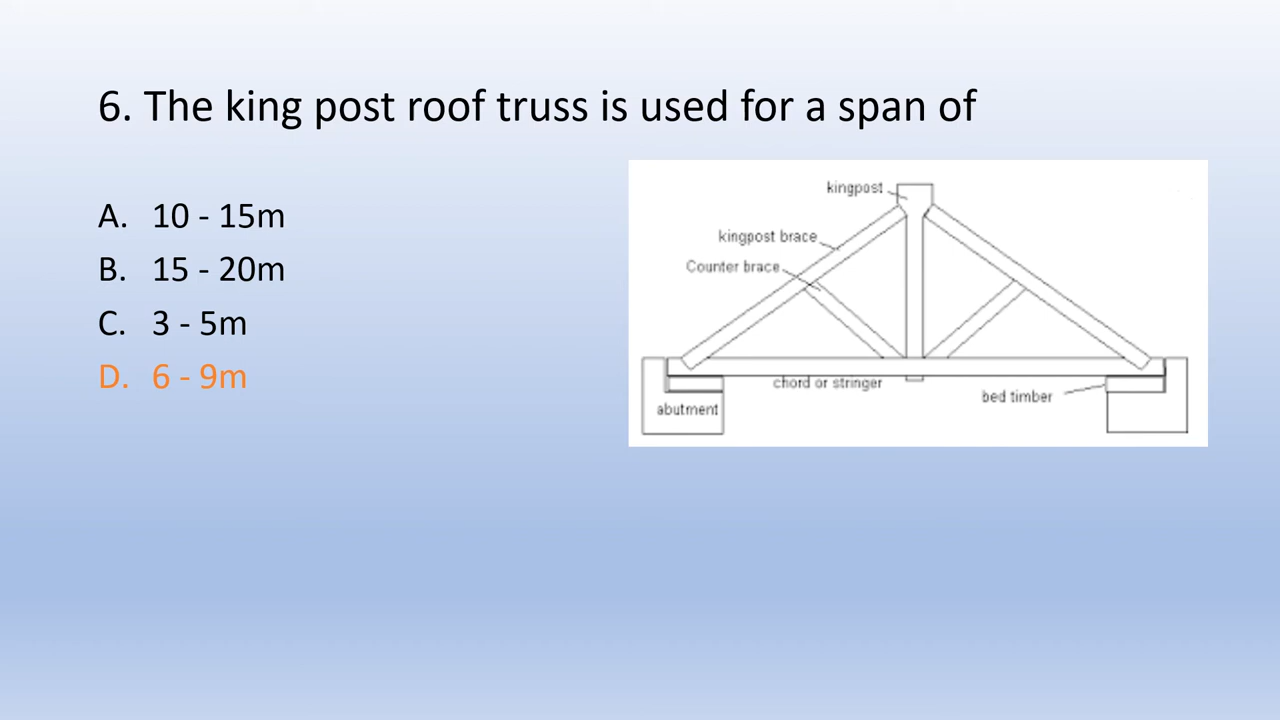 6. The king post roof truss is used for a span of
A. 10 - 15m
B. 15 - 20m
C. 3 - 5m
D. 6 - 9m
kingpost
kingpost brace
Counter brace
chord or stringer
bed timber
abutment